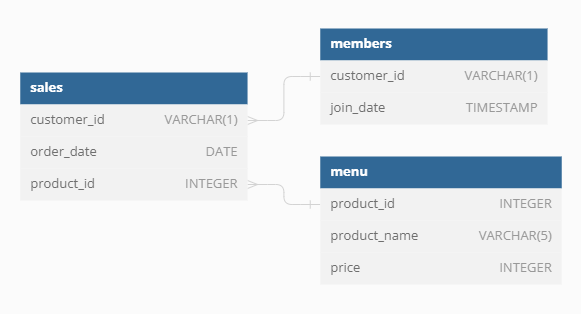 sales
customer_id VARCHAR(1)
order_date DATE
product_id INTEGER
members
customer_id VARCHAR(1)
join_date TIMESTAMP
menu
product_id INTEGER
product_name VARCHAR(5)
price INTEGER